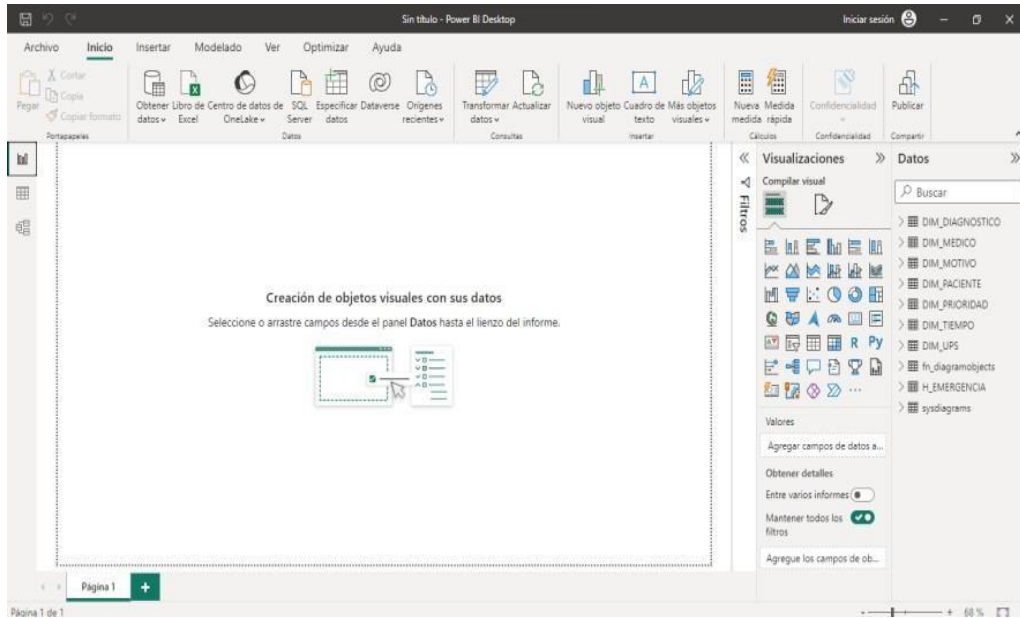 Sin título - Power BI Desktop
Iniciar sesión
Archivo Inicio Insertar Modelado Ver Optimizar Ayuda
Pegar
Cortar
Copia
Copiar formato
Portapapeles
Obtener datos
Libro de Excel
Centro de datos de OneLake
SQL Server
Especificar datos
Dataverse
Orígenes recientes
Datos
Transformar datos
Actualizar
Consultas
Nuevo objeto visual
Cuadro de texto
Más objetos visuales
Insertar
Nueva medida
Medida rápida
Cálculos
Confidencialidad
Confidencialidad
Publicar
Compartir
Creación de objetos visuales con sus datos
Seleccione o arrastre campos desde el panel Datos hasta el lienzo del informe.
Filtros
Visualizaciones
Compilar visual
R Py
Valores
Agregar campos de datos a...
Obtener detalles
Entre varios informes
Mantener todos los
filtros
Agregue los campos de ob...
Datos
Buscar
DIM_DIAGNOSTICO
DIM_MEDICO
DIM_MOTIVO
DIM_PACIENTE
DIM_PRIORIDAD
DIM_TIEMPO
DIM_UPS
fn_diagramobjects
H_EMERGENCIA
sysdiagrams
Página 1
Página 1 de 1
68 %